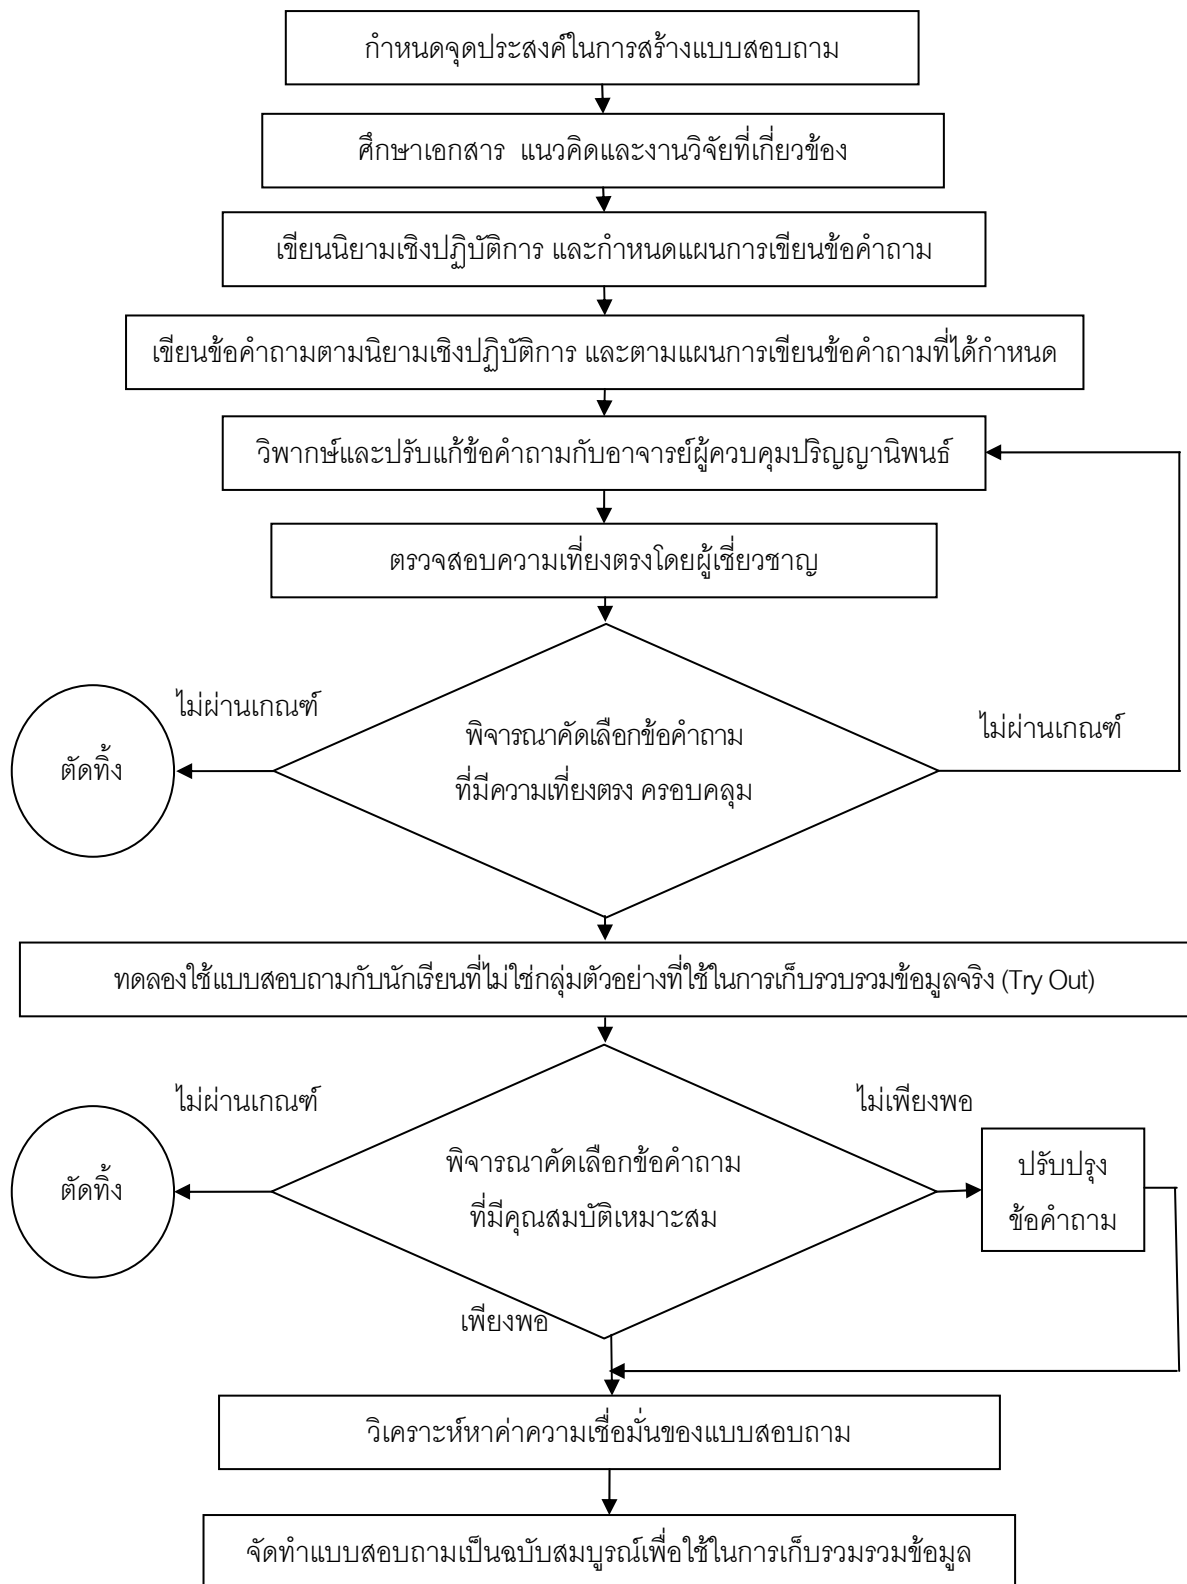 กำหนดจุดประสงค์ในการสร้างแบบสอบถาม
ศึกษาเอกสาร แนวคิดและงานวิจัยที่เกี่ยวข้อง
เขียนนิยามเชิงปฏิบัติการ และกำหนดแผนการเขียนข้อคำถาม
เขียนข้อคำถามตามนิยามเชิงปฏิบัติการ และตามแผนการเขียนข้อคำถามที่ได้กำหนด
วิพากษ์และปรับแก้ข้อคำถามกับอาจารย์ผู้ควบคุมปริญญานิพนธ์
ตรวจสอบความเที่ยงตรงโดยผู้เชี่ยวชาญ
ไม่ผ่านเกณฑ์
ตัดทิ้ง
พิจารณาคัดเลือกข้อคำถาม
ที่มีความเที่ยงตรง ครอบคลุม
ไม่ผ่านเกณฑ์
ทดลองใช้แบบสอบถามกับนักเรียนที่ไม่ใช่กลุ่มตัวอย่างที่ใช้ในการเก็บรวบรวมข้อมูลจริง (Try Out)
ไม่ผ่านเกณฑ์
ตัดทิ้ง
พิจารณาคัดเลือกข้อคำถาม
ที่มีคุณสมบัติเหมาะสม
ไม่เพียงพอ
ปรับปรุง
ข้อคำถาม
เพียงพอ
วิเคราะห์หาค่าความเชื่อมั่นของแบบสอบถาม
จัดทำแบบสอบถามเป็นฉบับสมบูรณ์เพื่อใช้ในการเก็บรวมรวมข้อมูล